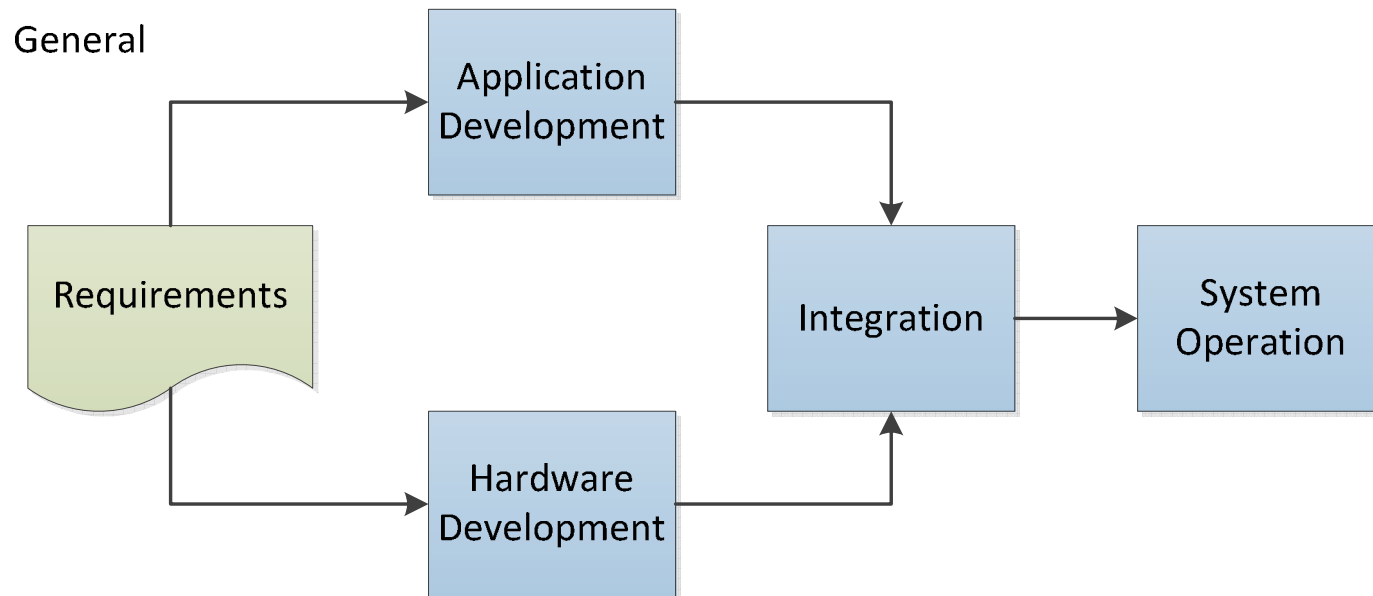 General
Application
Development
Requirements
Integration
System
Operation
Hardware
Development